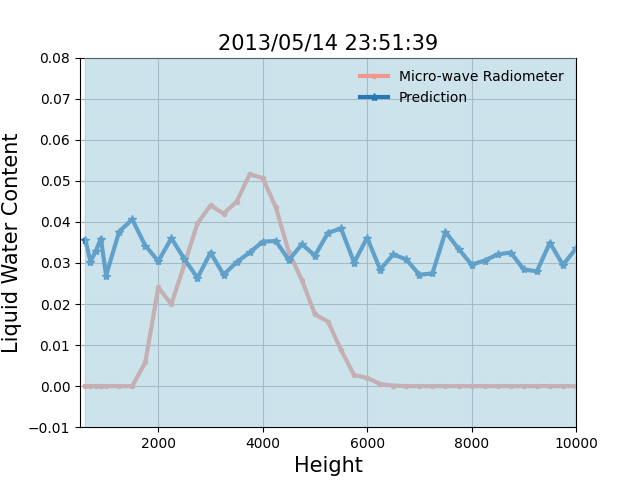 2013/05/14 23:51:39
0.08
0.07
0.06
0.05
0.04
0.03
0.02
0.01
0.00
−0.01
Liquid Water Content
Micro-wave Radiometer
Prediction
2000 4000 6000 8000 10000
Height